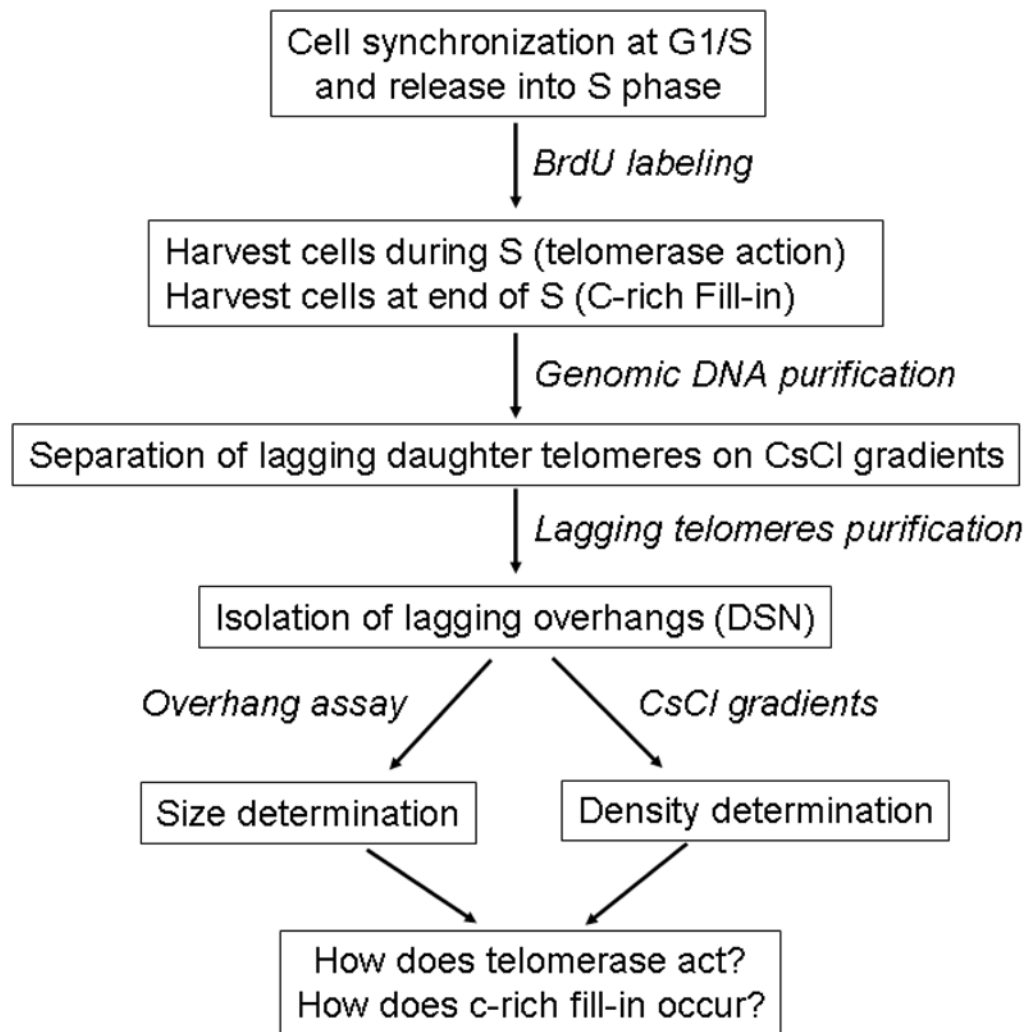 Cell synchronization at G1/S
and release into S phase
BrdU labeling
Harvest cells during S (telomerase action)
Harvest cells at end of S (C-rich Fill-in)
Genomic DNA purification
Separation of lagging daughter telomeres on CsCl gradients
Lagging telomeres purification
Isolation of lagging overhangs (DSN)
Overhang assay
CsCl gradients
Size determination
Density determination
How does telomerase act?
How does c-rich fill-in occur?